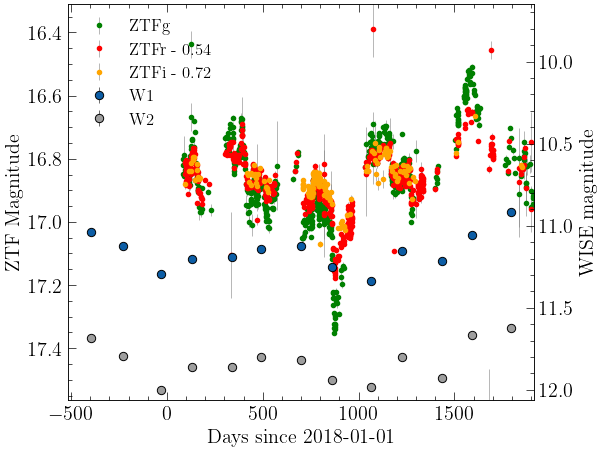 ZTFg
ZTFr - 0.54
ZTFi - 0.72
W1
W2
16.4
16.6
16.8
17.0
17.2
17.4
ZTF Magnitude
10.0
10.5
11.0
11.5
12.0
WISE magnitude
−500
0
500
1000
1500
Days since 2018-01-01